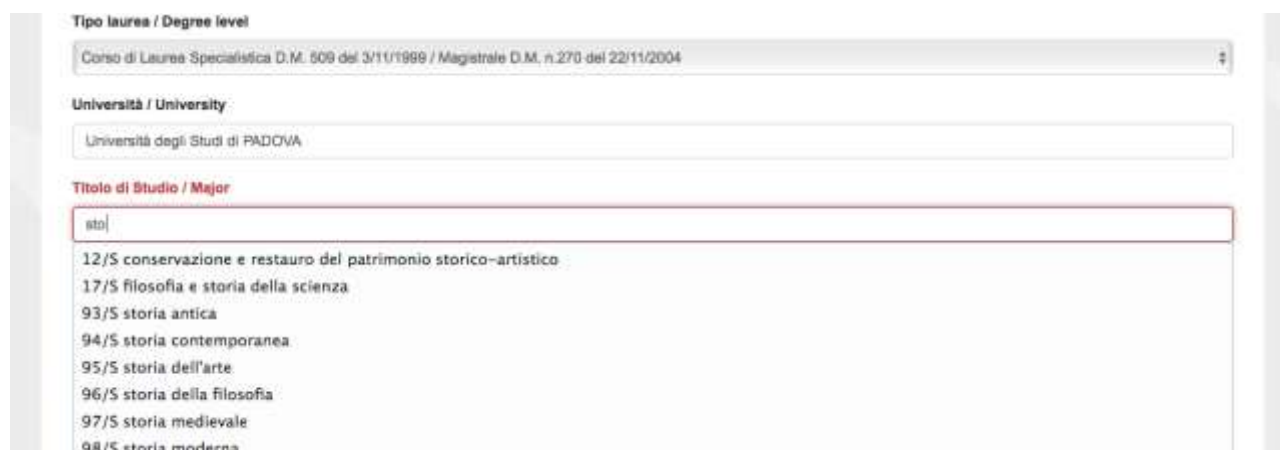 Tipo laurea / Degree level
Corso di Laurea Specialistica D.M. 509 del 3/11/1999 / Magistrale D.M. n.270 del 22/11/2004
Università / University
Università degli Studi di PADOVA
Titolo di Studio / Major
sto
12/S conservazione e restauro del patrimonio storico-artistico
17/S filosofia e storia della scienza
93/S storia antica
94/S storia contemporanea
95/S storia dell'arte
96/S storia della filosofia
97/S storia medievale
98/S storia moderna